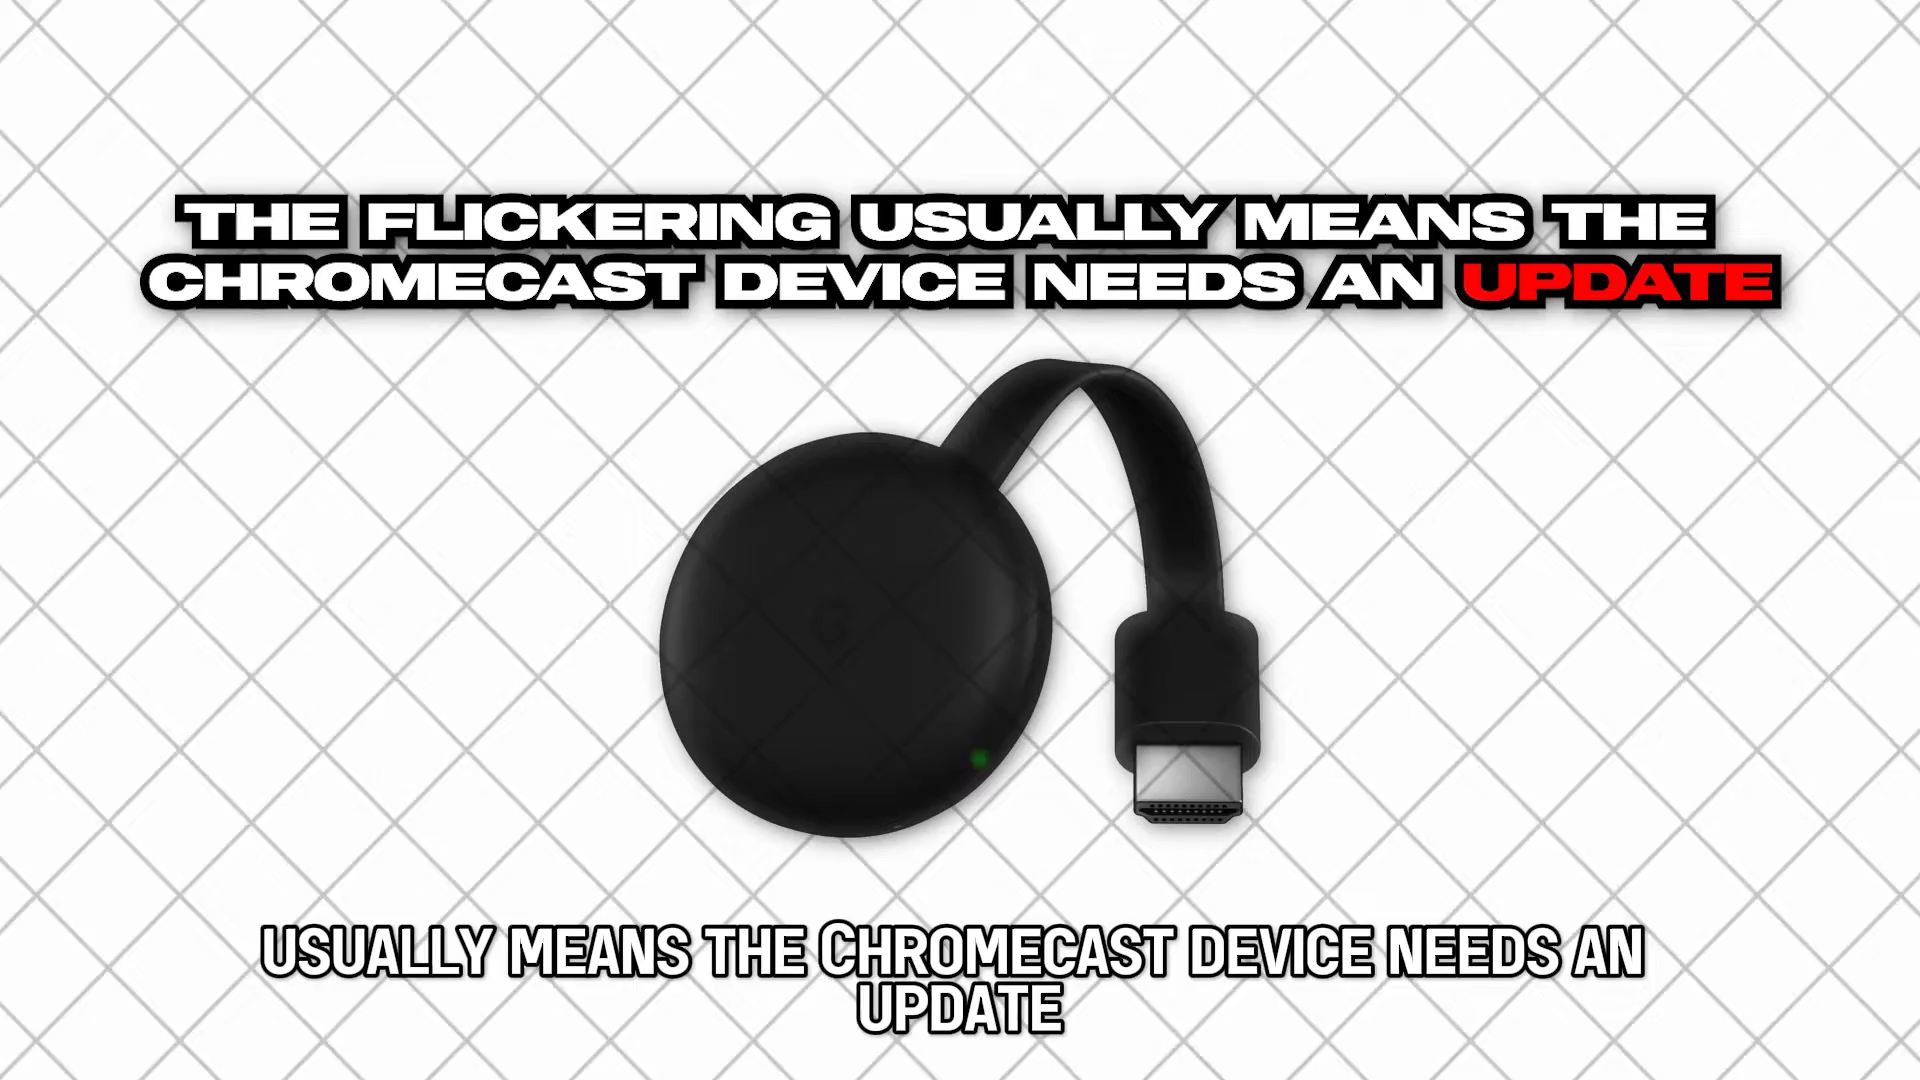 THE FLICKERING USUALLY MEANS THE
CHROMECAST DEVICE NEEDS AN UPDATE
G
USUALLY MEANS THE CHROMECAST DEVICE NEEDS AN
UPDATE